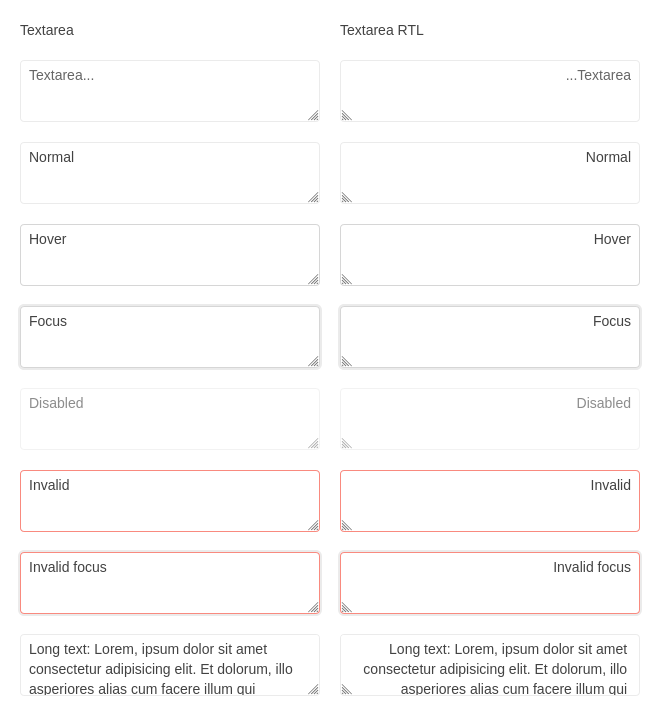 Textarea
Textarea RTL
Textarea...
...Textarea
Normal
Normal
Hover
Hover
Focus
Focus
Disabled
Disabled
Invalid
Invalid
Invalid focus
Invalid focus
Long text: Lorem, ipsum dolor sit amet
consectetur adipisicing elit. Et dolorum, illo
asperiores alias cum facere illum qui
Long text: Lorem, ipsum dolor sit amet
consectetur adipisicing elit. Et dolorum, illo
asperiores alias cum facere illum qui